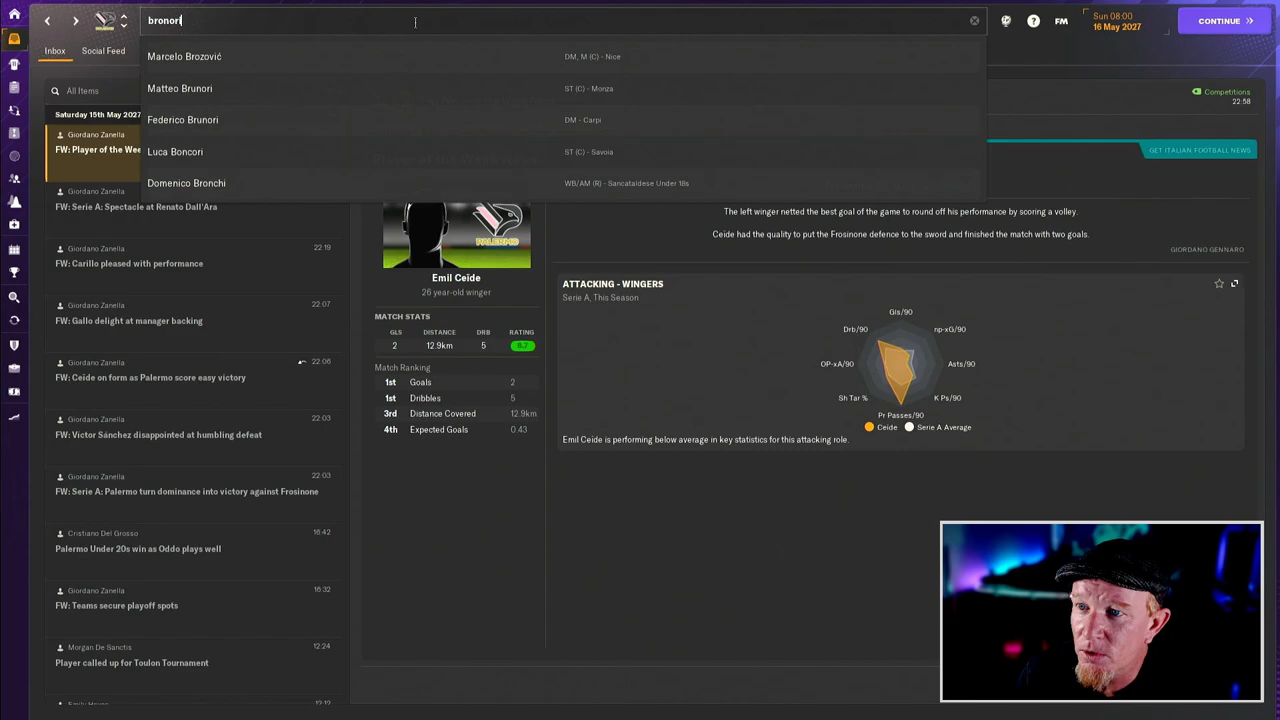 bronori
FM
Sun 08:00
16 May 2027
CONTINUE
Inbox
Social Feed
Marcelo Brozović
DM, M (C) - Nice
Matteo Brunori
ST (C) - Monza
Federico Brunori
DM - Carpi
Luca Boncori
ST (C) - Savoia
Domenico Bronchi
WB/AM (R) - Sancataldese Under 18s
All Items
Competitions
22:58
Saturday 15th May 2027
Giordano Zanella
FW: Player of the Wee
GET ITALIAN FOOTBALL NEWS
Giordano Zanella
FW: Serie A: Spectacle at Renato Dall'Ara
Giordano Zanella
22:19
FW: Carillo pleased with performance
Giordano Zanella
22:07
FW: Gallo delight at manager backing
Giordano Zanella
22:06
FW: Ceïde on form as Palermo score easy victory
Giordano Zanella
22:03
FW: Víctor Sánchez disappointed at humbling defeat
Giordano Zanella
22:03
FW: Serie A: Palermo turn dominance into victory against Frosinone
Cristiano Del Grosso
16:42
Palermo Under 20s win as Oddo plays well
Giordano Zanella
16:32
FW: Teams secure playoff spots
Morgan De Sanctis
12:24
Player called up for Toulon Tournament
PALERMO
Emil Ceïde
26 year-old winger
MATCH STATS
GLS DISTANCE DRB RATING
2 12.9km 5 8.7
Match Ranking
1st Goals 2
1st Dribbles 5
3rd Distance Covered 12.9km
4th Expected Goals 0.43
The left winger netted the best goal of the game to round off his performance by scoring a volley.
Ceïde had the quality to put the Frosinone defence to the sword and finished the match with two goals.
GIORDANO GENNARO
ATTACKING - WINGERS
Serie A, This Season
Gls/90
Drb/90
np-xG/90
OP-xA/90
Asts/90
Sh Tar %
K Ps/90
Pr Passes/90
Ceïde
Serie A Average
Emil Ceïde is performing below average in key statistics for this attacking role.